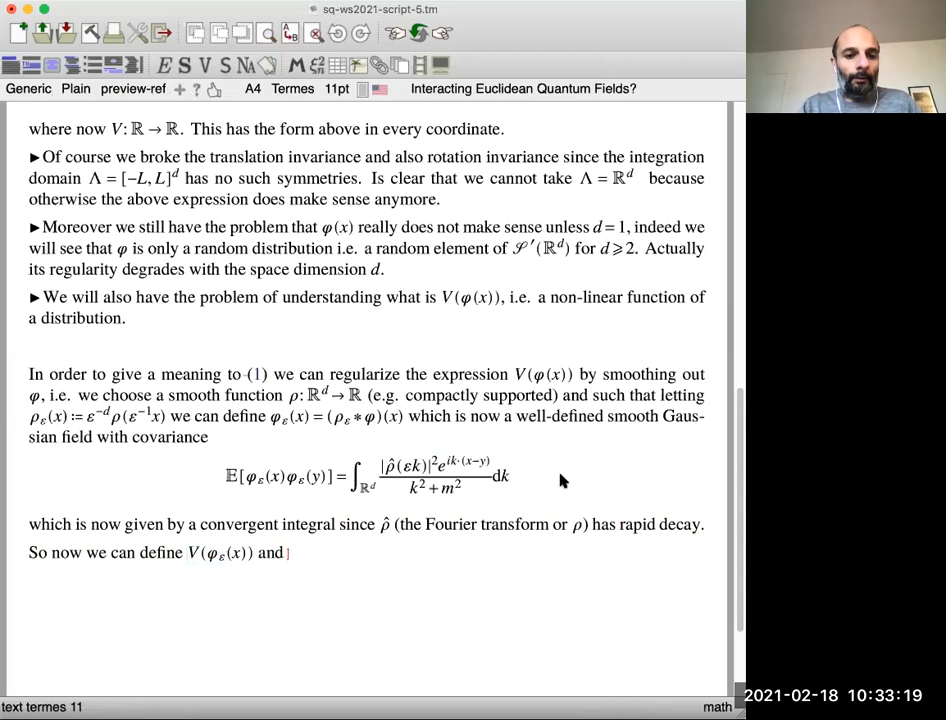 sq-ws2021-script-5.tm
E S V S NA
Generic Plain preview-ref + ? A4 Termes 11pt Interacting Euclidean Quantum Fields?
where now V: ℝ → ℝ. This has the form above in every coordinate.
►Of course we broke the translation invariance and also rotation invariance since the integration
domain Λ = [−L, L]^d has no such symmetries. Is clear that we cannot take Λ = ℝ^d because
otherwise the above expression does make sense anymore.
►Moreover we still have the problem that φ(x) really does not make sense unless d = 1, indeed we
will see that φ is only a random distribution i.e. a random element of 𝒮′(ℝ^d) for d ⩾ 2. Actually
its regularity degrades with the space dimension d.
►We will also have the problem of understanding what is V(φ(x)), i.e. a non-linear function of
a distribution.
In order to give a meaning to (1) we can regularize the expression V(φ(x)) by smoothing out
φ, i.e. we choose a smooth function ρ: ℝ^d → ℝ (e.g. compactly supported) and such that letting
ρ_ε(x) := ε^{−d}ρ(ε^{−1}x) we can define φ_ε(x) = (ρ_ε ∗ φ)(x) which is now a well-defined smooth Gaus-
sian field with covariance
𝔼[φ_ε(x)φ_ε(y)] = ∫_{ℝ^d} |ρ̂(εk)|^2 e^{ik·(x−y)} / (k^2 + m^2) dk
which is now given by a convergent integral since ρ̂ (the Fourier transform or ρ) has rapid decay.
So now we can define V(φ_ε(x)) and
text termes 11 math
2021-02-18 10:33:19